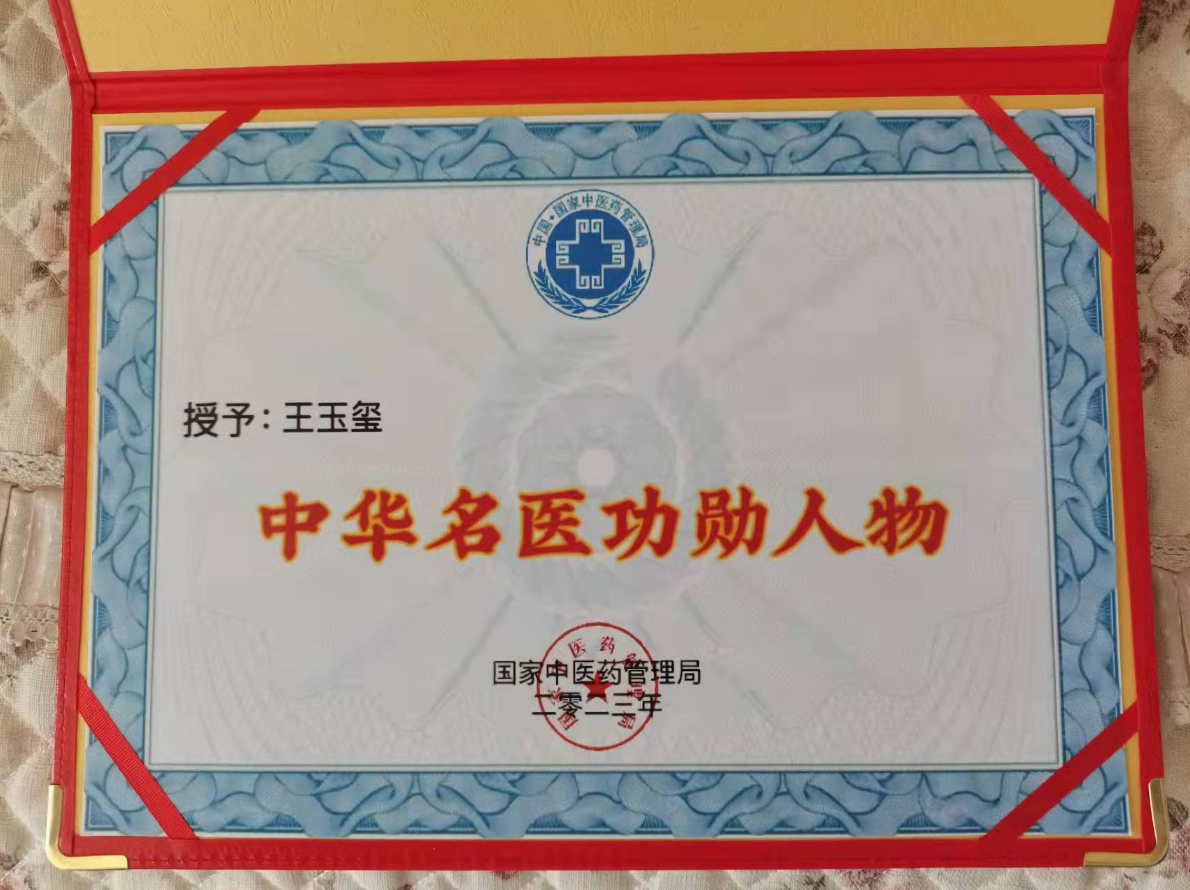 中国·国家中医药管理局
授予：王玉玺
中华名医功勋人物
国家中医药管理局
二零二三年